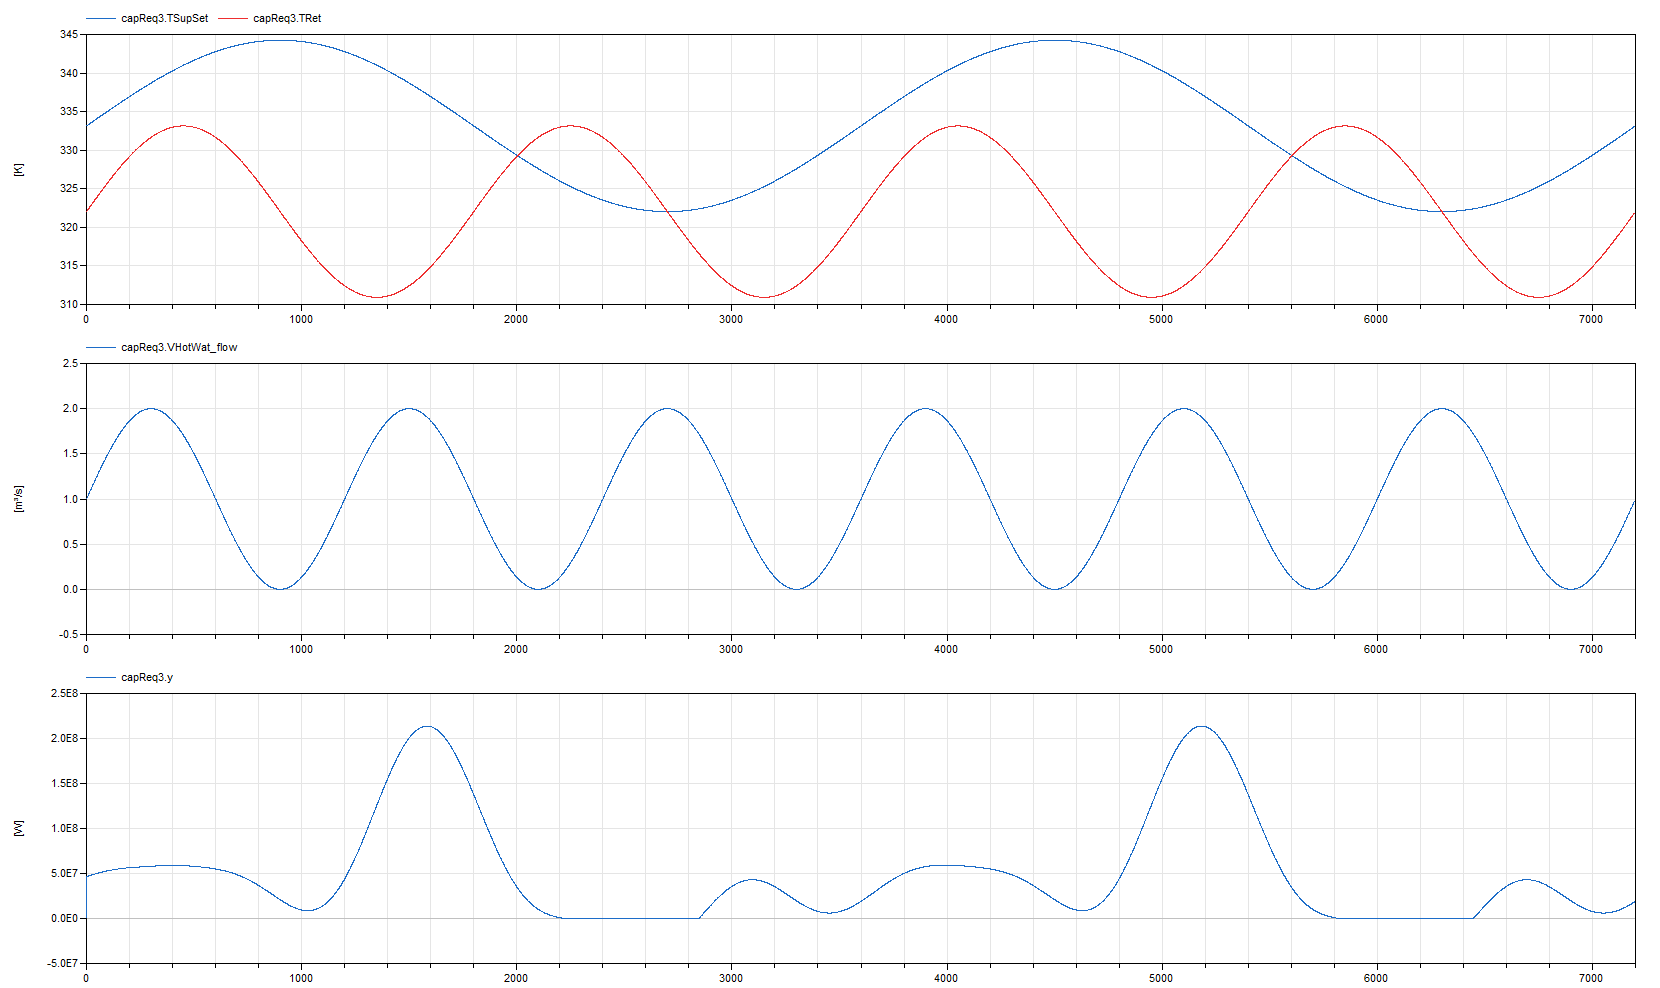 capReq3.TSupSet capReq3.TRet
345
340
335
330
325
320
315
310
[K]
0 1000 2000 3000 4000 5000 6000 7000
capReq3.VHotWat_flow
2.5
2.0
1.5
1.0
0.5
0.0
-0.5
[m³/s]
0 1000 2000 3000 4000 5000 6000 7000
capReq3.y
2.5E8
2.0E8
1.5E8
1.0E8
5.0E7
0.0E0
-5.0E7
[W]
0 1000 2000 3000 4000 5000 6000 7000